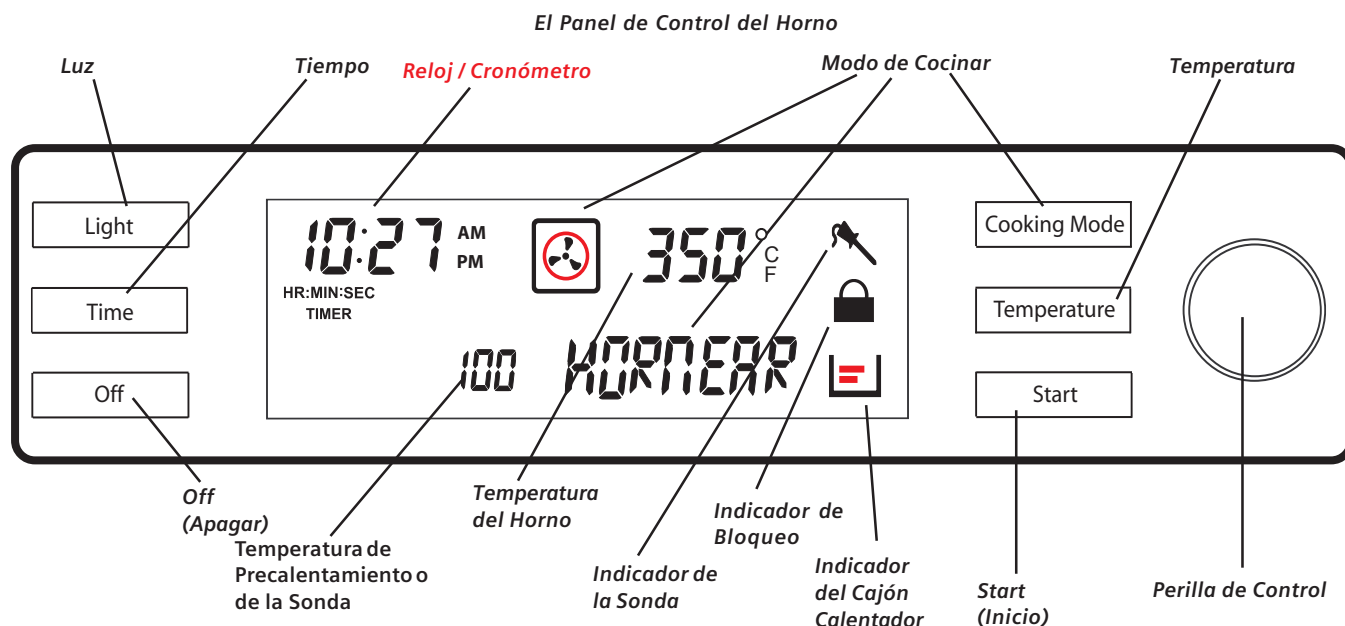 El Panel de Control del Horno
Luz
Tiempo
Reloj / Cronómetro
Modo de Cocinar
Temperatura
Light
Time
Off
10:27
AM
PM
HR:MIN:SEC
TIMER
350°
C
F
100
HORNEAR
Cooking Mode
Temperature
Start
Off
(Apagar)
Temperatura de
Precalentamiento o
de la Sonda
Temperatura
del Horno
Indicador de
la Sonda
Indicador de
Bloqueo
Indicador
del Cajón
Calentador
Start
(Inicio)
Perilla de Control